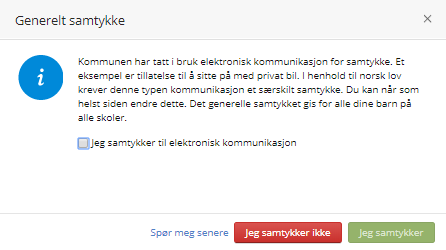 Generelt samtykke
×
i
Kommunen har tatt i bruk elektronisk kommunikasjon for samtykke. Et
eksempel er tillatelse til å sitte på med privat bil. I henhold til norsk lov
krever denne typen kommunikasjon et særskilt samtykke. Du kan når som
helst siden endre dette. Det generelle samtykket gis for alle dine barn på
alle skoler.
Jeg samtykker til elektronisk kommunikasjon
Spør meg senere Jeg samtykker ikke Jeg samtykker